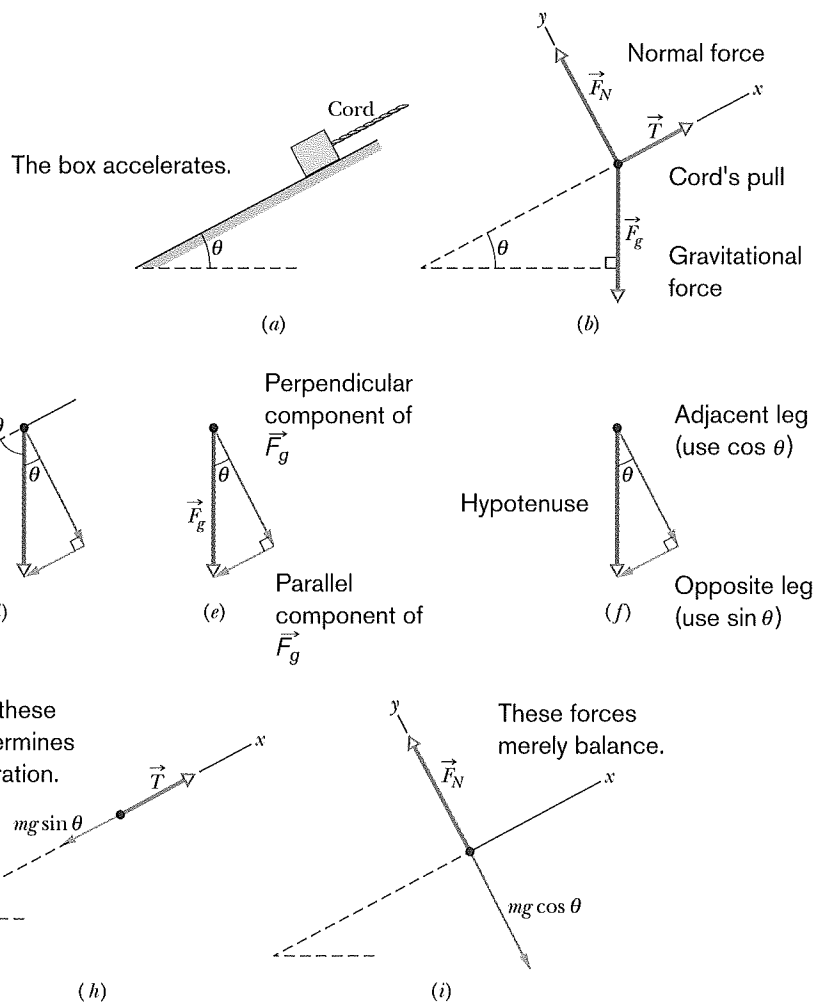 y
Normal force
F_N
x
Cord
T
The box accelerates.
Cord's pull
θ
θ
F_g
Gravitational
force
(a)
(b)
Perpendicular
component of
F_g
Adjacent leg
(use cos θ)
θ
θ
θ
θ
Hypotenuse
F_g
Parallel
component of
F_g
Opposite leg
(use sin θ)
(e)
(f)
these
y
These forces
merely balance.
x
T
F_N
x
mg sin θ
mg cos θ
(h)
(i)